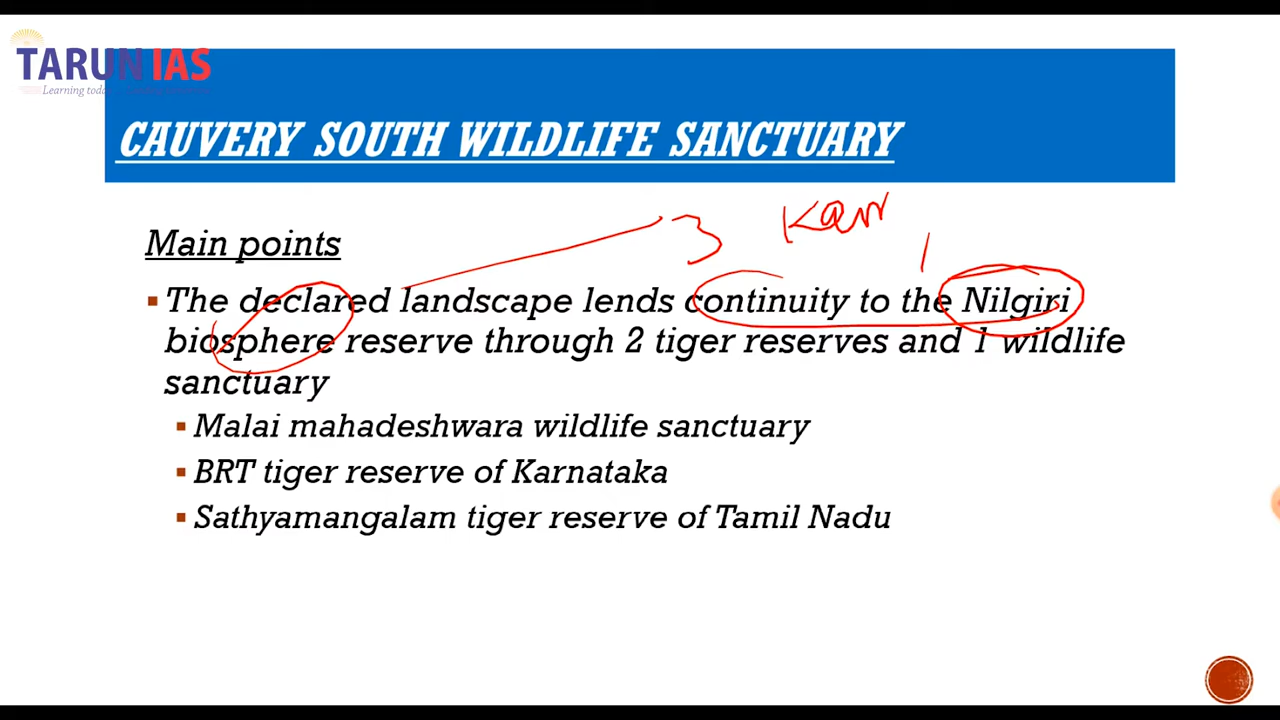 TARUN IAS
Learning today
CAUVERY SOUTH WILDLIFE SANCTUARY
3 Kar
Main points
1
▪ The declared landscape lends continuity to the Nilgiri
biosphere reserve through 2 tiger reserves and 1 wildlife
sanctuary
▪ Malai mahadeshwara wildlife sanctuary
▪ BRT tiger reserve of Karnataka
▪ Sathyamangalam tiger reserve of Tamil Nadu